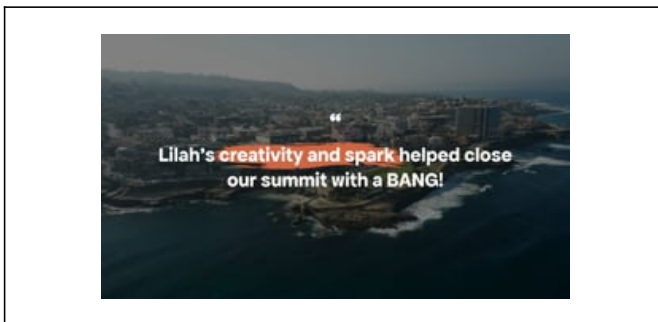 “
Lilah’s creativity and spark helped close
our summit with a BANG!